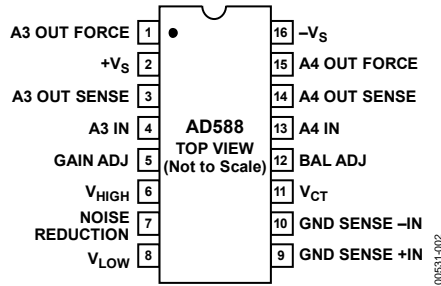 A3 OUT FORCE 1
+VS 2
A3 OUT SENSE 3
A3 IN 4
GAIN ADJ 5
VHIGH 6
NOISE
REDUCTION 7
VLOW 8
AD588
TOP VIEW
(Not to Scale)
16 –VS
15 A4 OUT FORCE
14 A4 OUT SENSE
13 A4 IN
12 BAL ADJ
11 VCT
10 GND SENSE –IN
9 GND SENSE +IN
00531-002